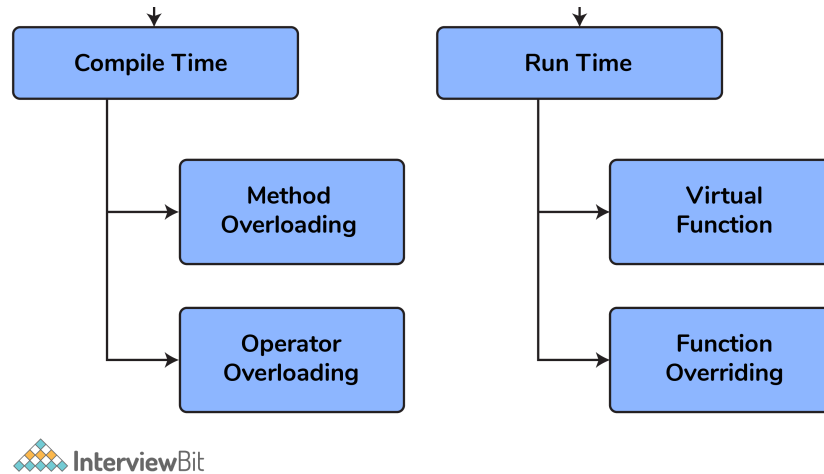 Compile Time
Run Time
Method
Overloading
Virtual
Function
Operator
Overloading
Function
Overriding
InterviewBit